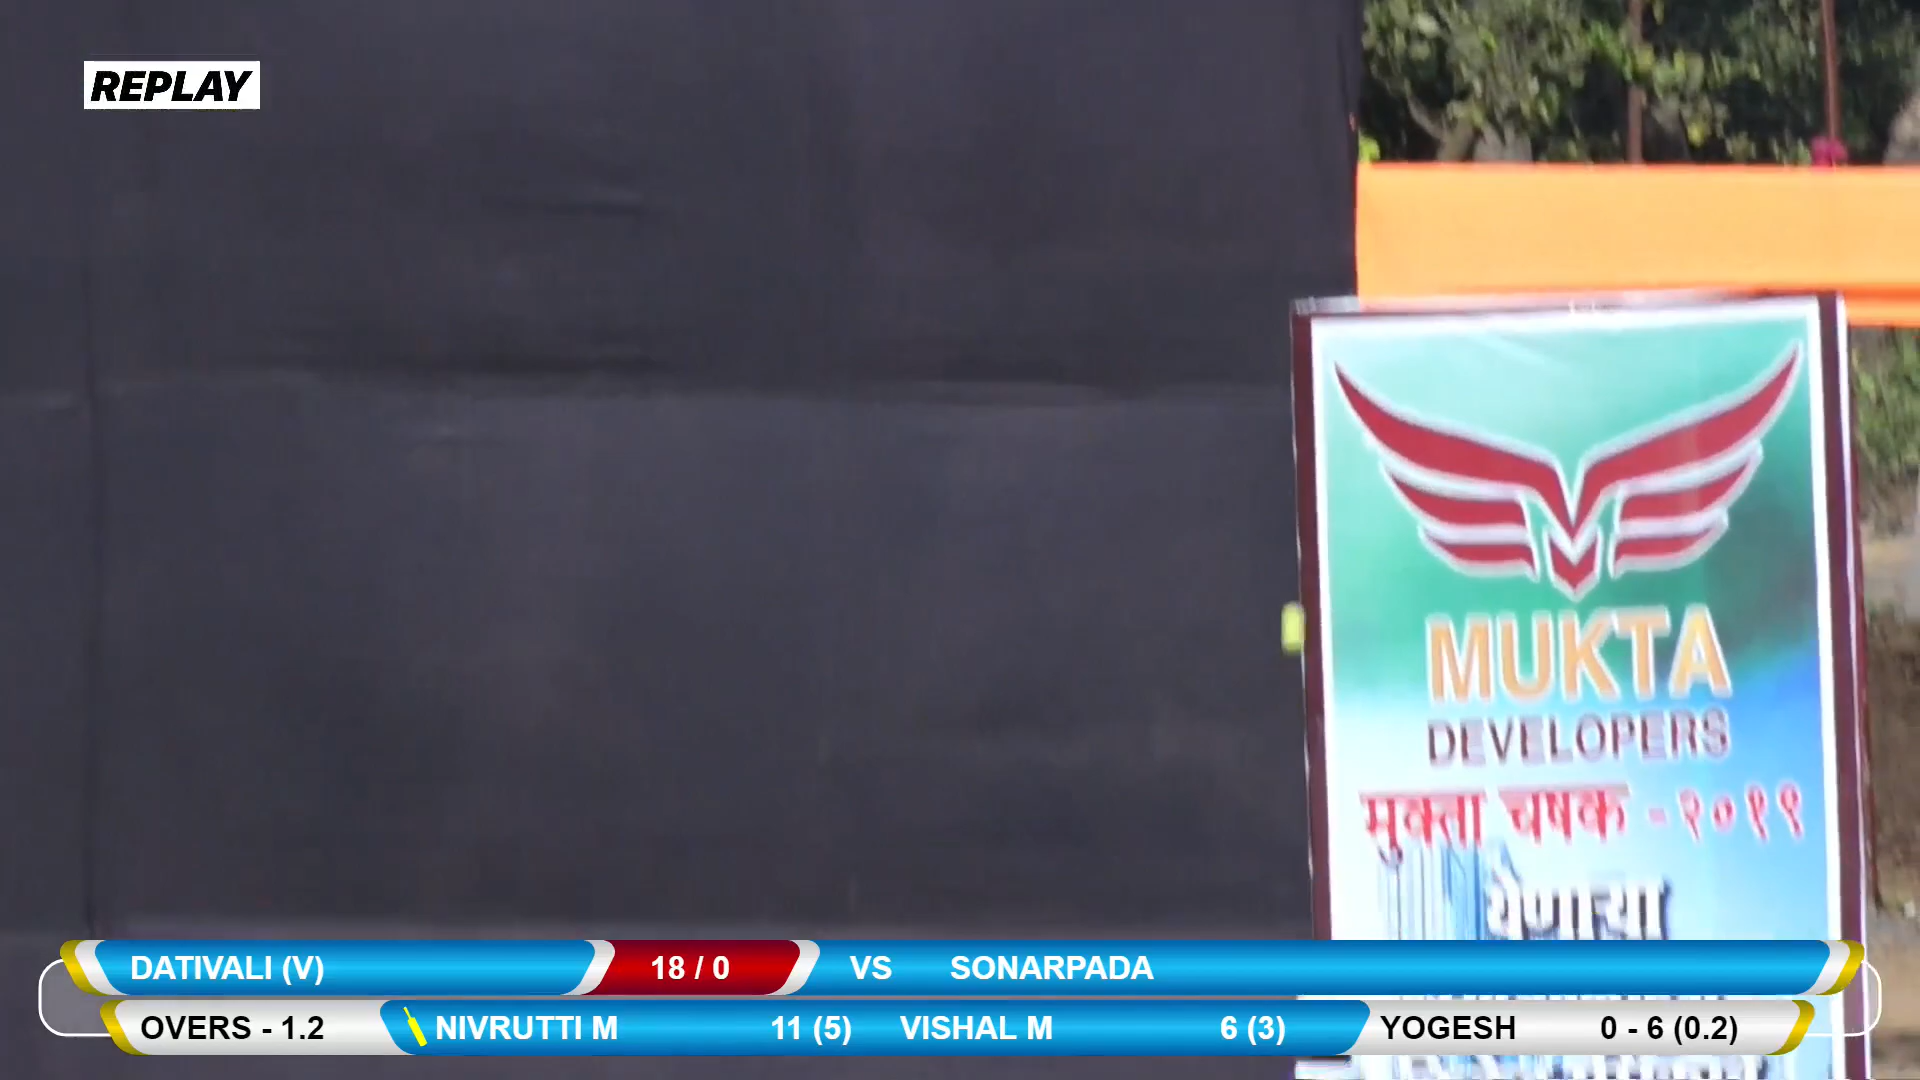 REPLAY
MUKTA
DEVELOPERS
मुक्ता चषक - २०१९
येणाऱ्या
DATIVALI (V) 18 / 0 VS SONARPADA
OVERS - 1.2 NIVRUTTI M 11 (5) VISHAL M 6 (3) YOGESH 0 - 6 (0.2)